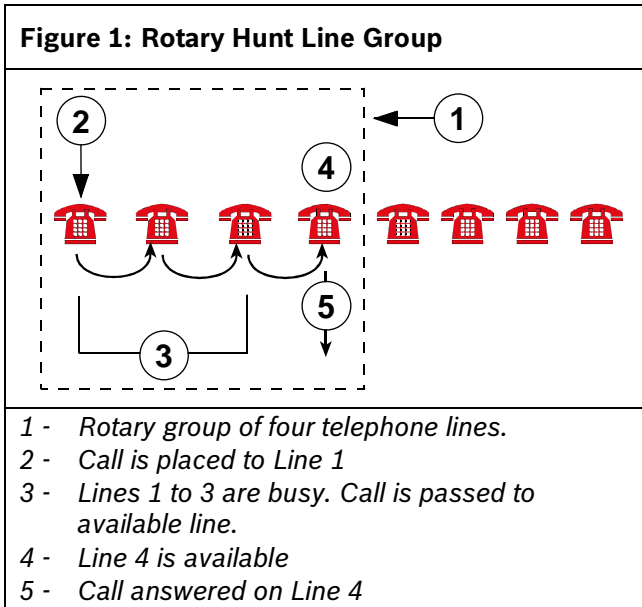 Figure 1: Rotary Hunt Line Group
2
1
4
5
3
1 - Rotary group of four telephone lines.
2 - Call is placed to Line 1
3 - Lines 1 to 3 are busy. Call is passed to
available line.
4 - Line 4 is available
5 - Call answered on Line 4